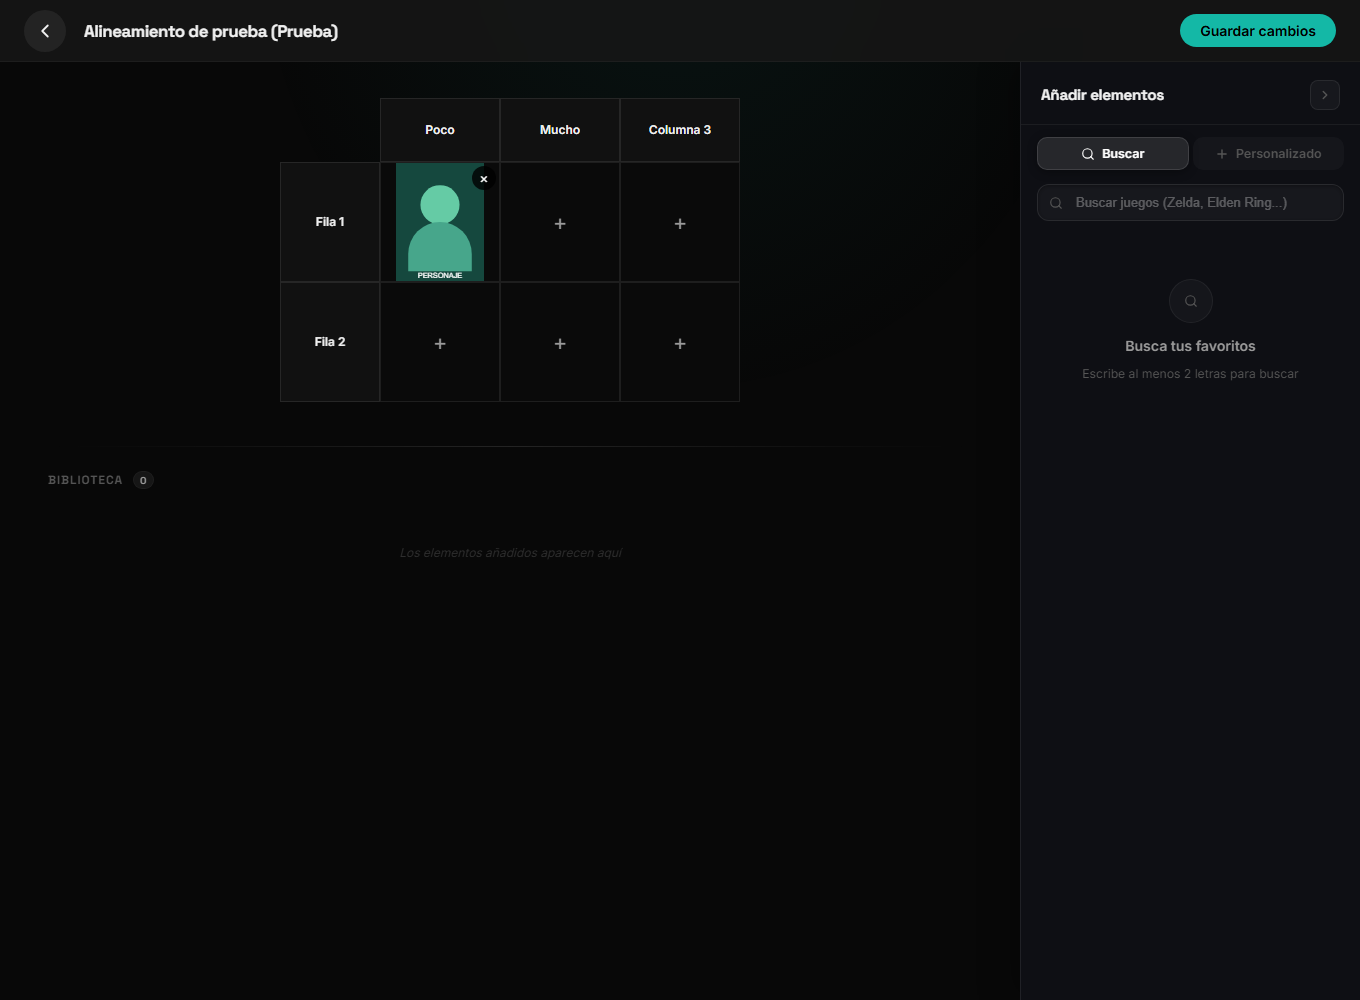 Alineamiento de prueba (Prueba)
Guardar cambios
Poco
Mucho
Columna 3
Fila 1
PERSONAJE
×
+
+
Fila 2
+
+
+
BIBLIOTECA 0
Los elementos añadidos aparecen aquí
Añadir elementos
Buscar
+ Personalizado
Buscar juegos (Zelda, Elden Ring...)
Busca tus favoritos
Escribe al menos 2 letras para buscar